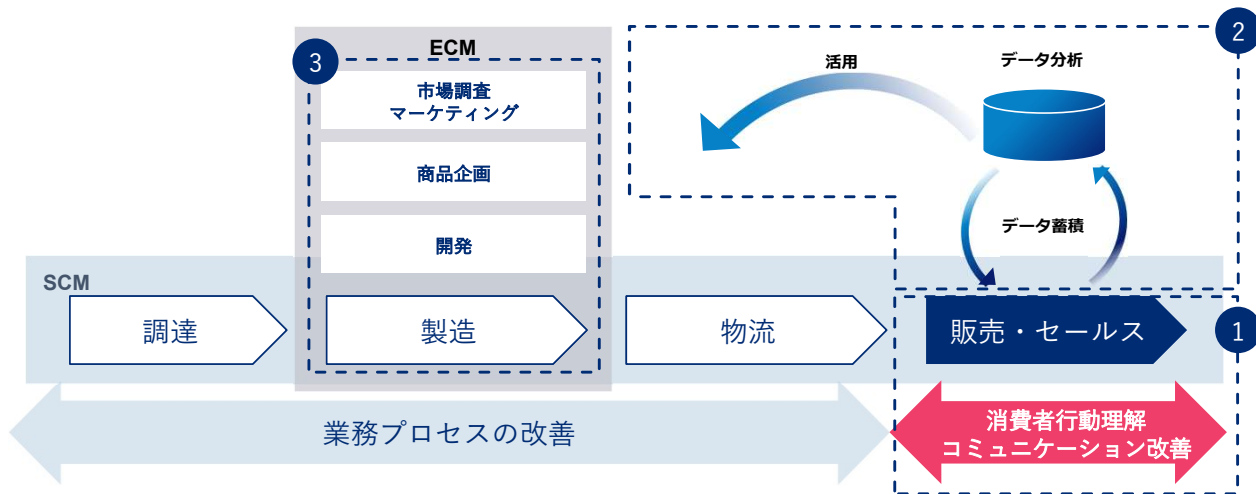 ECM
3
市場調査
マーケティング
商品企画
開発
2
活用
データ分析
データ蓄積
SCM
調達
製造
物流
販売・セールス
1
業務プロセスの改善
消費者行動理解
コミュニケーション改善